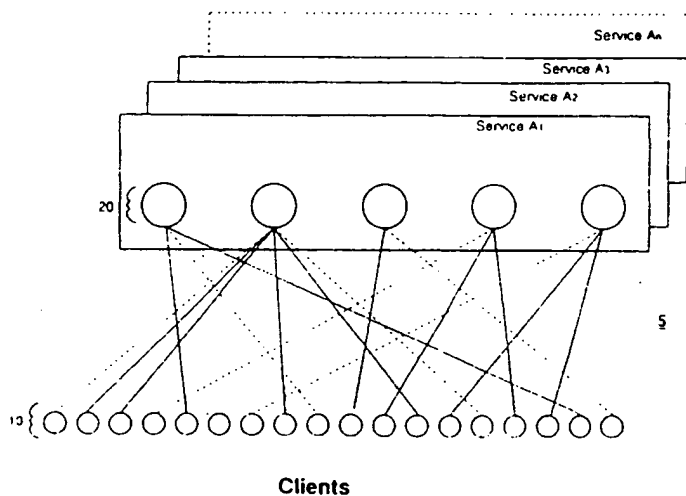 Service An
Service A3
Service A2
Service A1
20
5
10
Clients